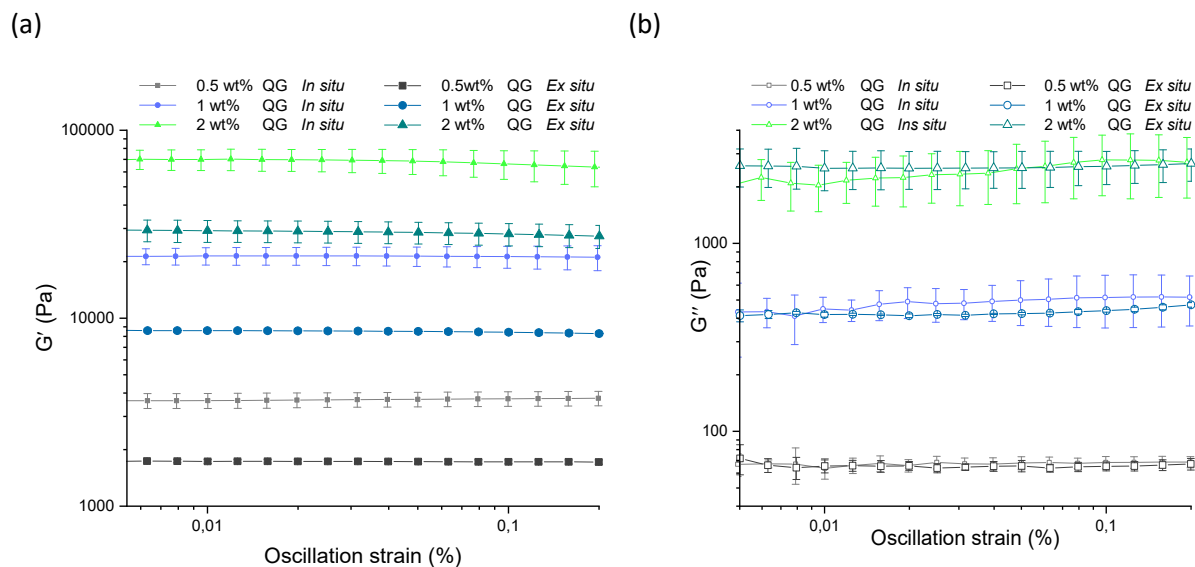 (a)
0.5 wt% QG In situ 0.5wt% QG Ex situ
1 wt% QG In situ 1 wt% QG Ex situ
2 wt% QG In situ 2 wt% QG Ex situ
100000
10000
1000
G′ (Pa)
0,01 0,1
Oscillation strain (%)
(b)
0.5 wt% QG In situ 0.5 wt% QG Ex situ
1 wt% QG In situ 1 wt% QG Ex situ
2 wt% QG Ins situ 2 wt% QG Ex situ
1000
100
G′′ (Pa)
0,01 0,1
Oscillation strain (%)